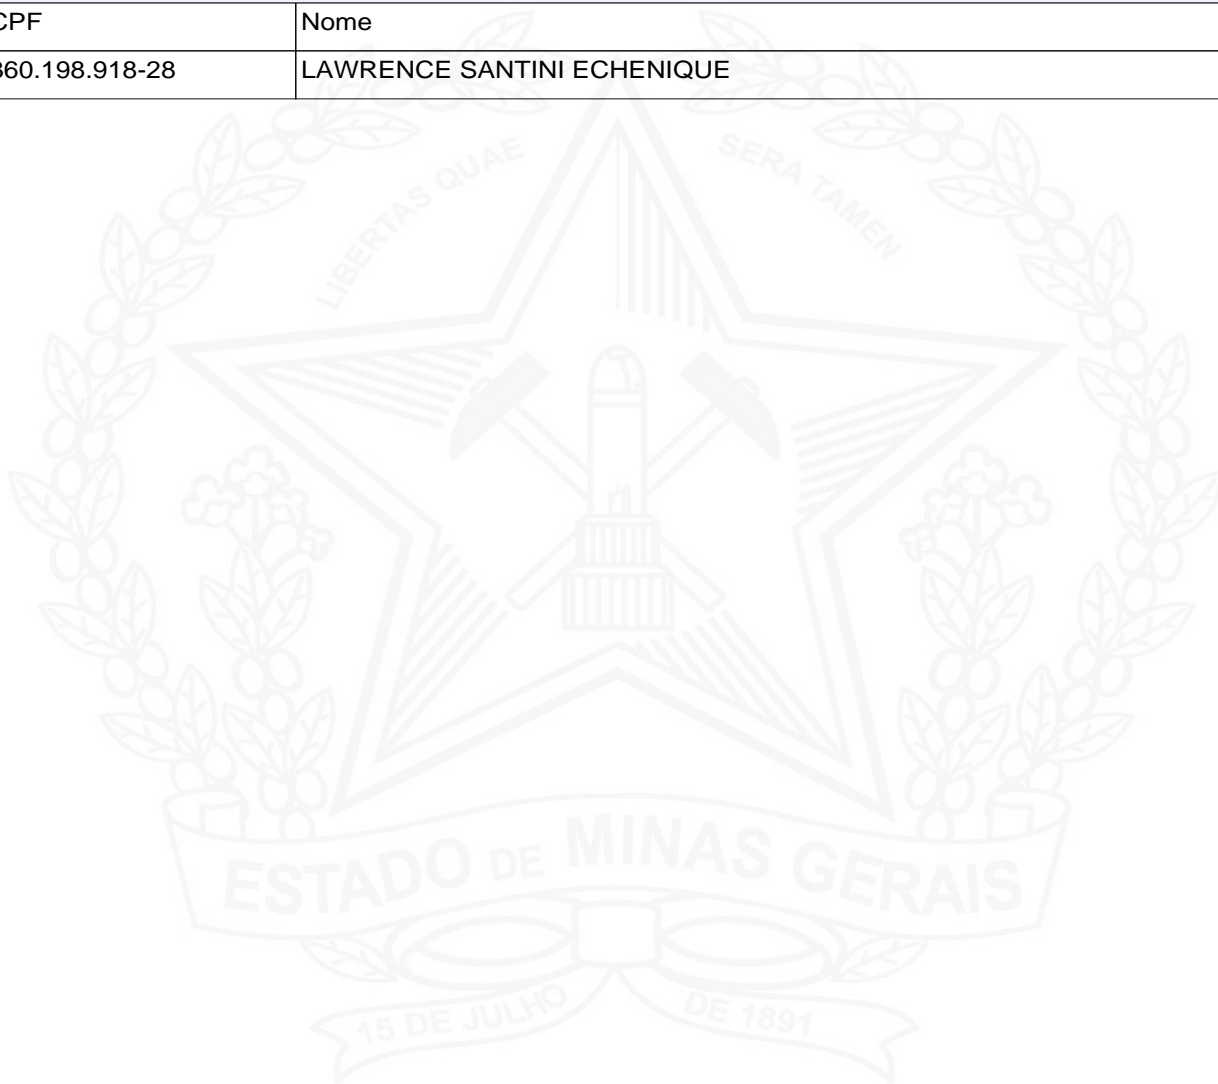 CPF Nome
360.198.918-28 LAWRENCE SANTINI ECHENIQUE
LIBERTAS QUAE SERA TAMEN
ESTADO DE MINAS GERAIS
15 DE JULHO DE 1891